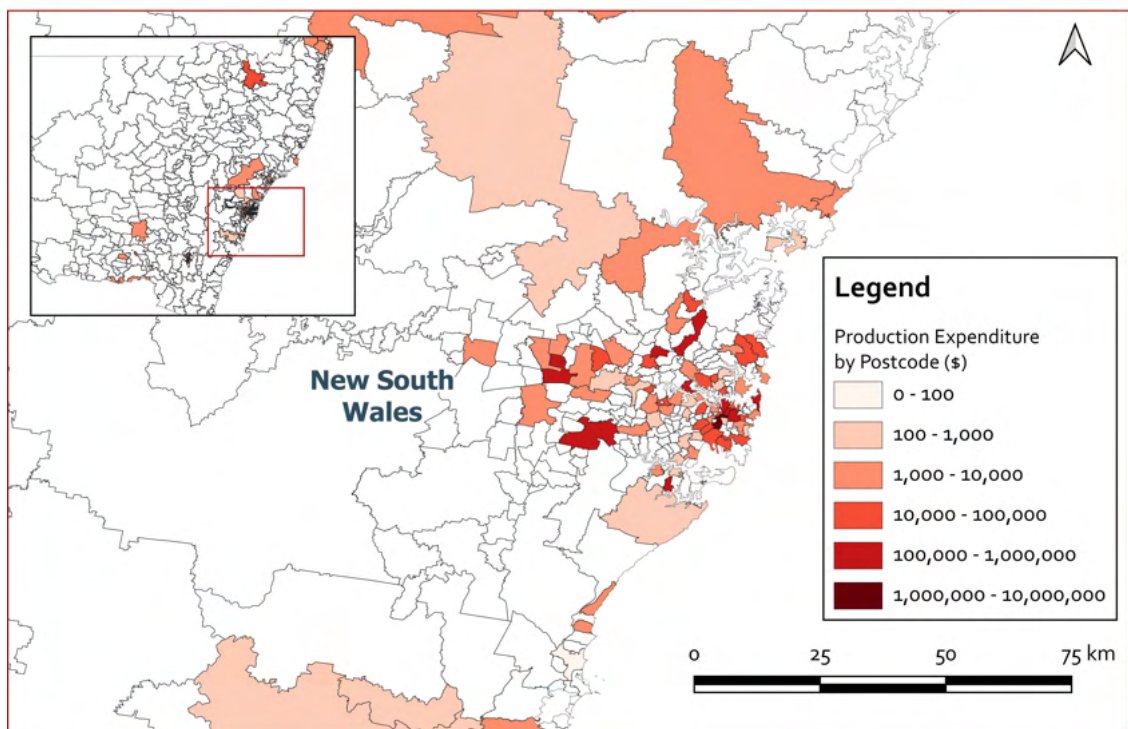 New South
Wales
Legend
Production Expenditure
by Postcode ($)
0 - 100
100 - 1,000
1,000 - 10,000
10,000 - 100,000
100,000 - 1,000,000
1,000,000 - 10,000,000
0 25 50 75 km